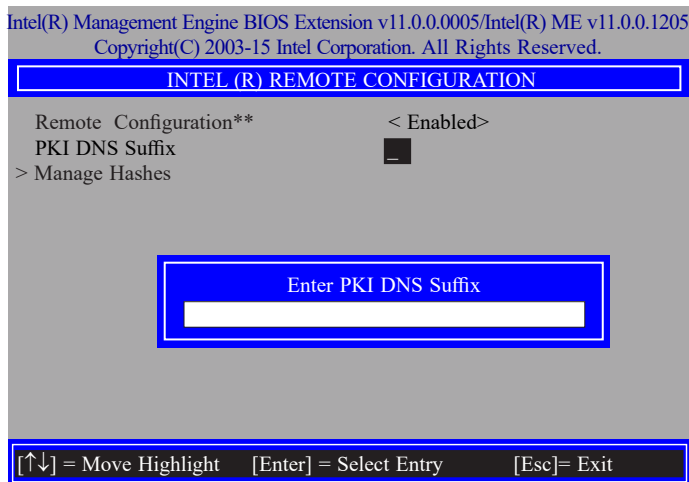 Intel(R) Management Engine BIOS Extension v11.0.0.0005/Intel(R) ME v11.0.0.1205
Copyright(C) 2003-15 Intel Corporation. All Rights Reserved.
INTEL (R) REMOTE CONFIGURATION
Remote Configuration** < Enabled>
PKI DNS Suffix _
> Manage Hashes
Enter PKI DNS Suffix
[↑↓] = Move Highlight [Enter] = Select Entry [Esc]= Exit